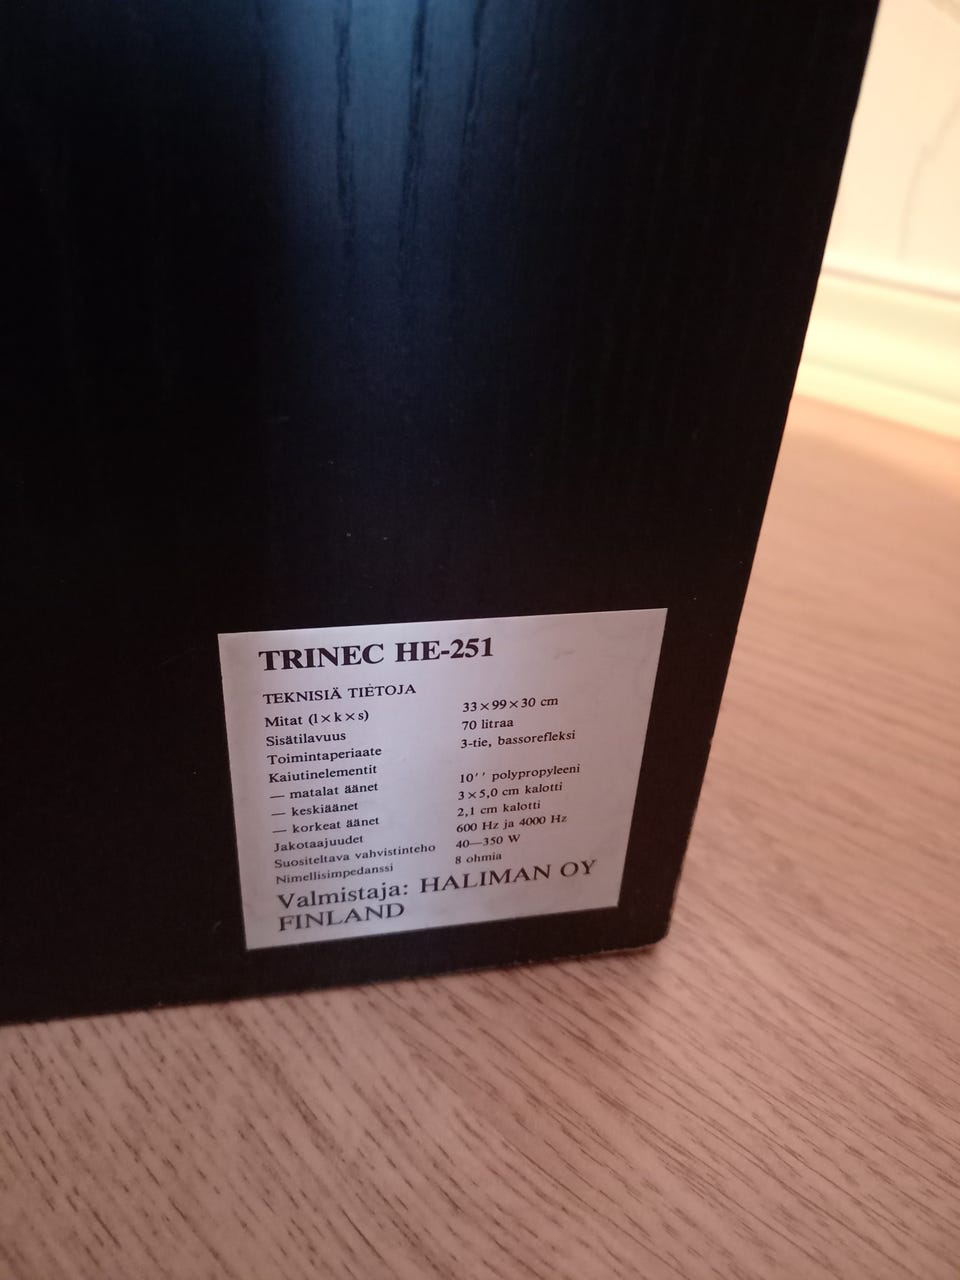 TRINEC HE-251
TEKNISIÄ TIETOJA
Mitat (l×k×s) 33×99×30 cm
Sisätilavuus 70 litraa
Toimintaperiaate 3-tie, bassorefleksi
Kaiutinelementit
— matalat äänet 10'' polypropyleeni
— keskiäänet 3×5,0 cm kalotti
— korkeat äänet 2,1 cm kalotti
Jakotaajuudet 600 Hz ja 4000 Hz
Suositeltava vahvistinteho 40—350 W
Nimellisimpedanssi 8 ohmia
Valmistaja: HALIMAN OY
FINLAND